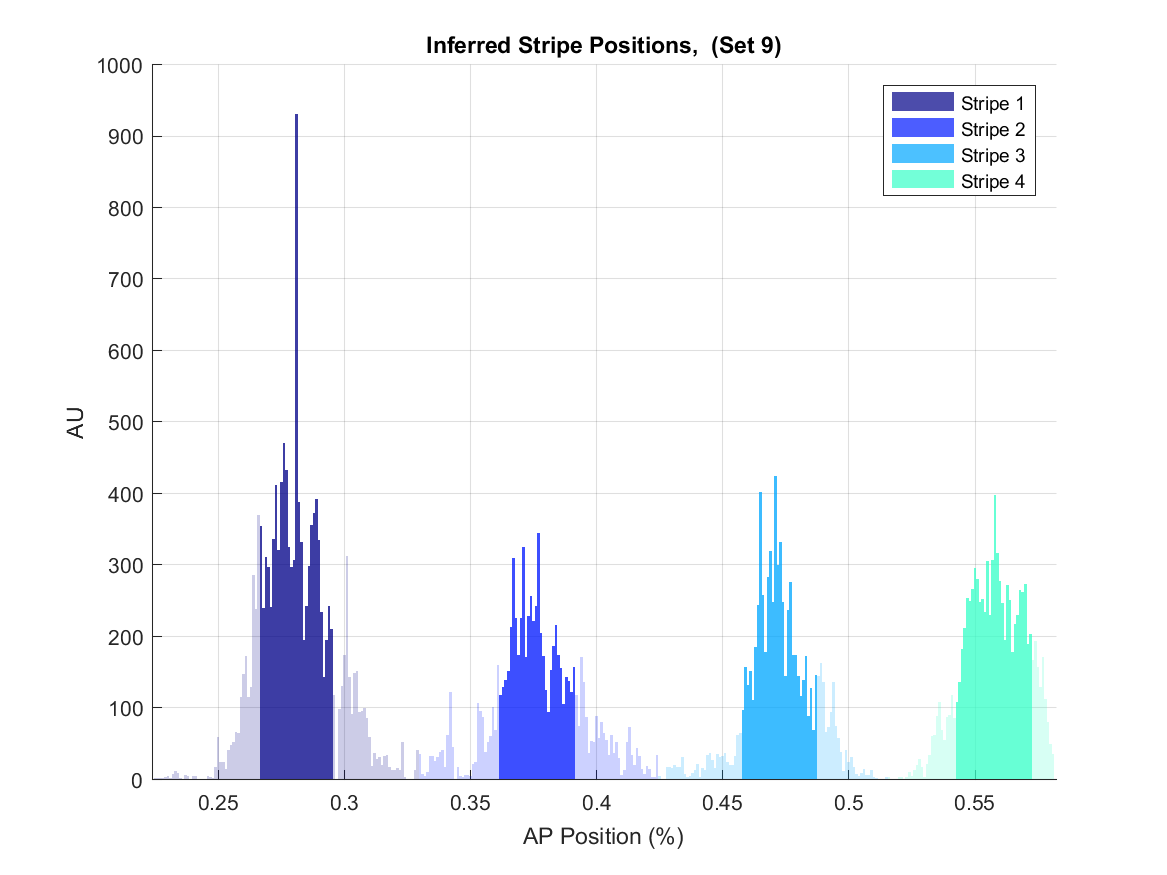 Inferred Stripe Positions,  (Set 9)
1000
900
800
700
600
500
400
300
200
100
0
AU
Stripe 1
Stripe 2
Stripe 3
Stripe 4
0.25
0.3
0.35
0.4
0.45
0.5
0.55
AP Position (%)